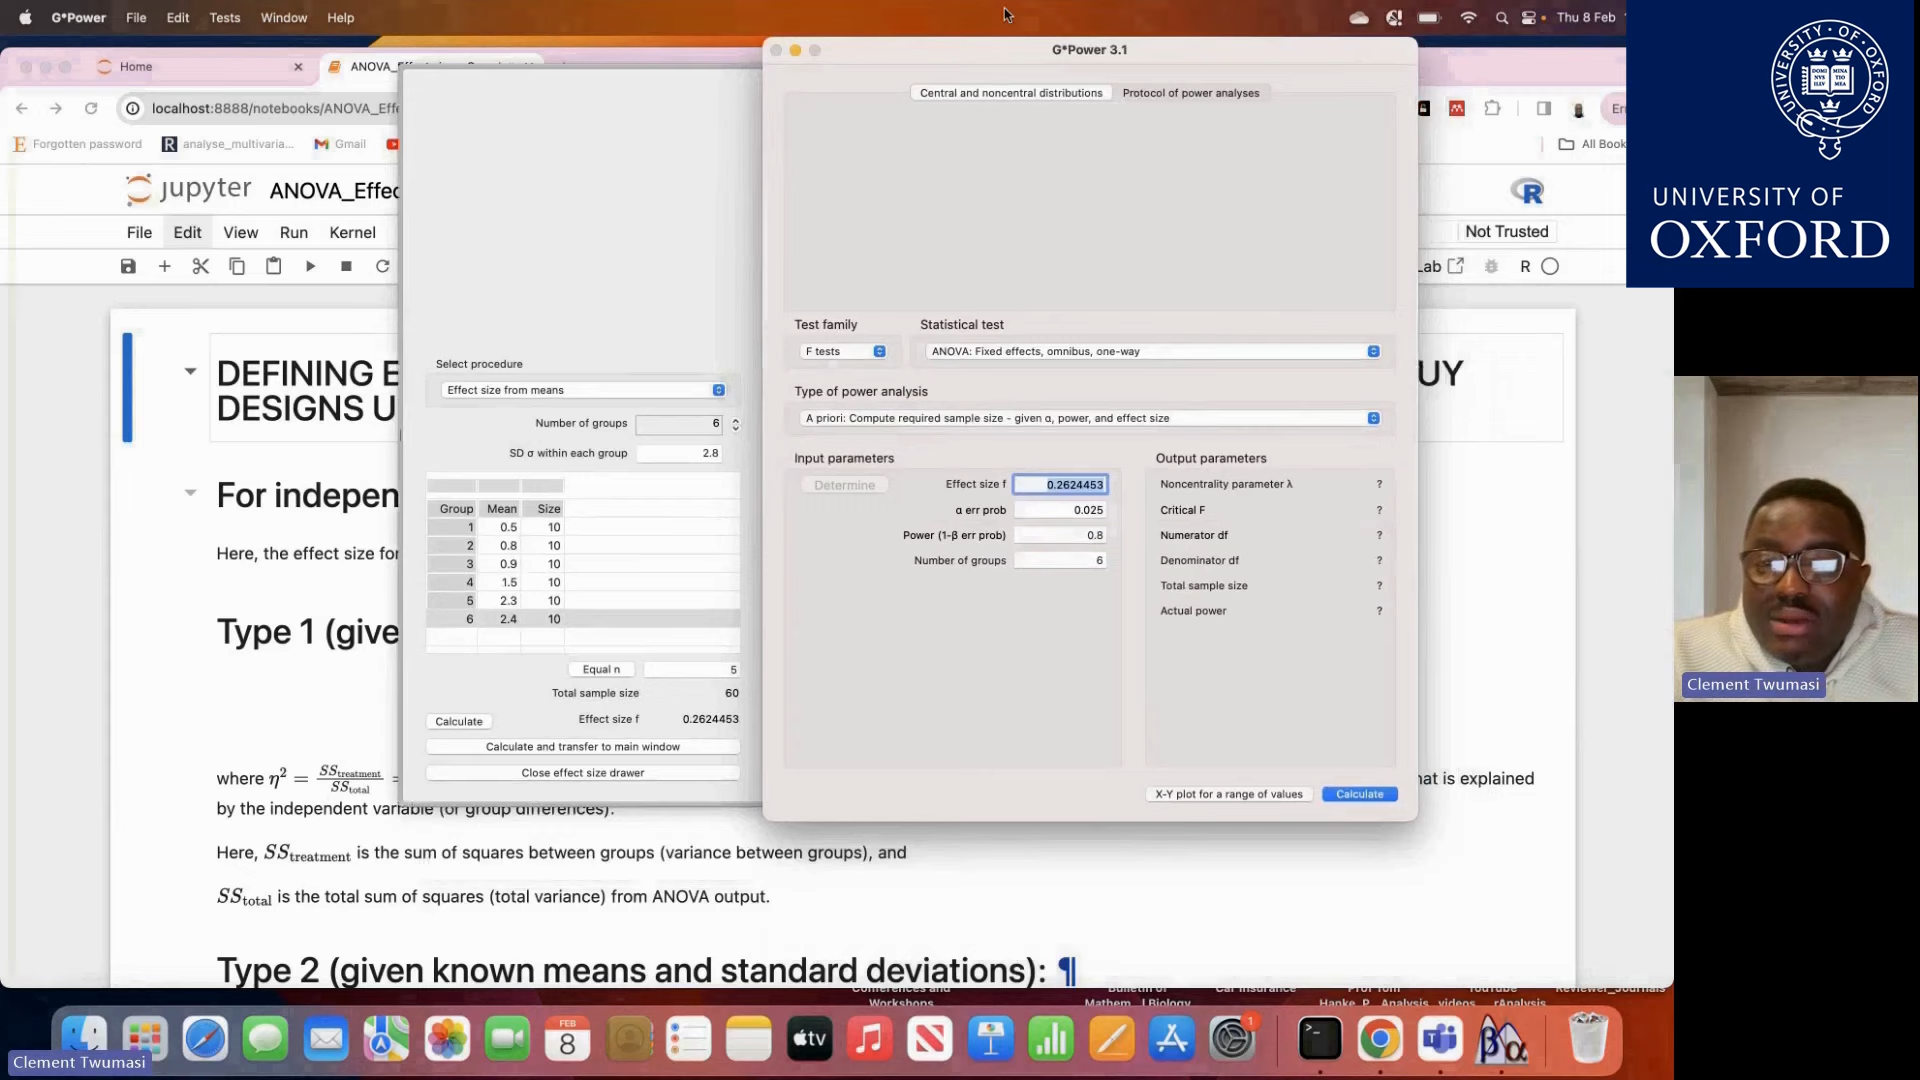 G*Power File Edit Tests Window Help
Thu 8 Feb
Home
G*Power 3.1
localhost:8888/notebooks/ANOVA_Effe
Forgotten password analyse_multivaria... Gmail
All Book
jupyter ANOVA_Effec
File Edit View Run Kernel
Not Trusted
Lab R
Central and noncentral distributions Protocol of power analyses
UNIVERSITY OF
OXFORD
DEFINING E
DESIGNS U
UY
For indepen
Here, the effect size for
Type 1 (give
Select procedure
Effect size from means
Number of groups 6
SD σ within each group 2.8
Group Mean Size
1 0.5 10
2 0.8 10
3 0.9 10
4 1.5 10
5 2.3 10
6 2.4 10
Equal n 5
Total sample size 60
Calculate Effect size f 0.2624453
Calculate and transfer to main window
Close effect size drawer
Test family Statistical test
F tests ANOVA: Fixed effects, omnibus, one-way
Type of power analysis
A priori: Compute required sample size - given α, power, and effect size
Input parameters Output parameters
Determine Effect size f 0.2624453
α err prob 0.025
Power (1-β err prob) 0.8
Number of groups 6
Noncentrality parameter λ ?
Critical F ?
Numerator df ?
Denominator df ?
Total sample size ?
Actual power ?
X-Y plot for a range of values Calculate
where η² = SStreatment / SStotal =
hat is explained
by the independent variable (or group differences).
Here, SStreatment is the sum of squares between groups (variance between groups), and
SStotal is the total sum of squares (total variance) from ANOVA output.
Type 2 (given known means and standard deviations): ¶
Workshops
Mathem...l Biology
Hanke_P...Analysis_videos
FEB
8
tv
1
βα
Clement Twumasi
Clement Twumasi